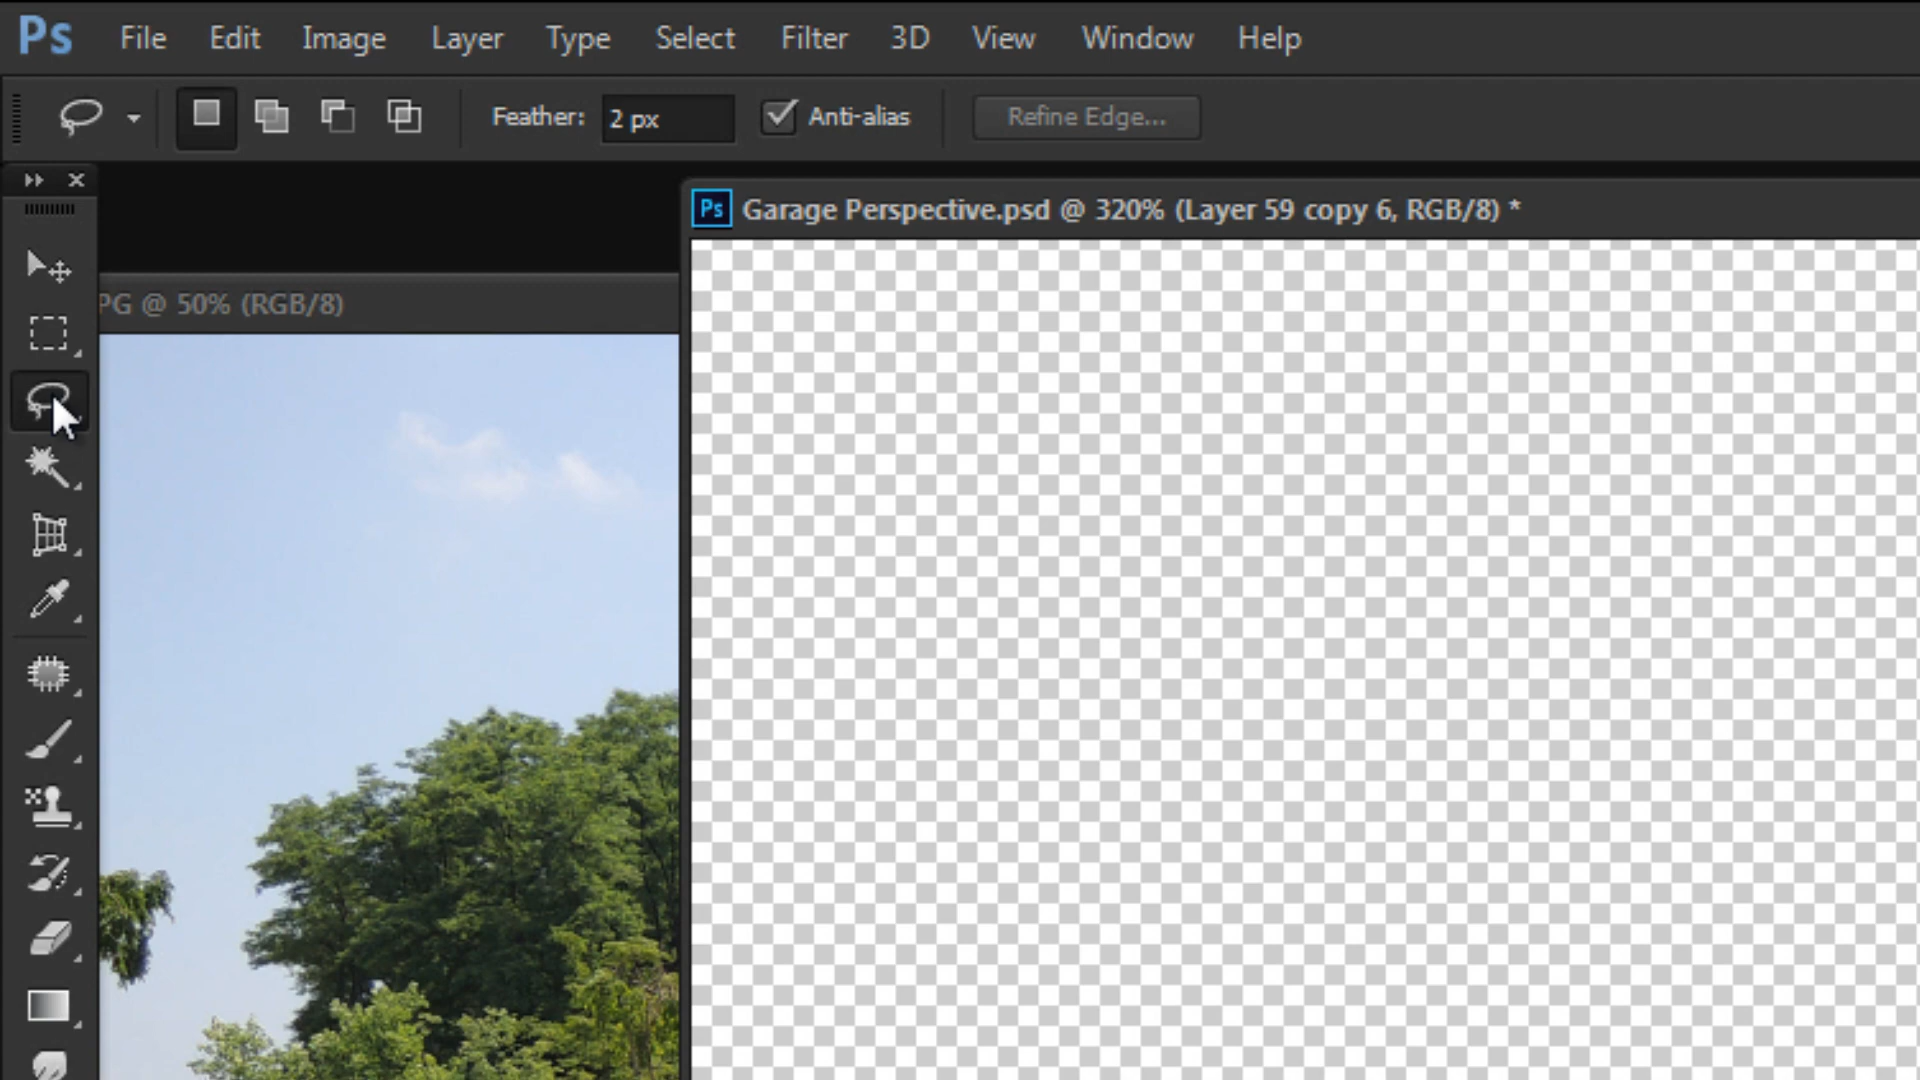 Ps File Edit Image Layer Type Select Filter 3D View Window Help
Feather: 2 px Anti-alias Refine Edge...
Ps Garage Perspective.psd @ 320% (Layer 59 copy 6, RGB/8) *
PG @ 50% (RGB/8)